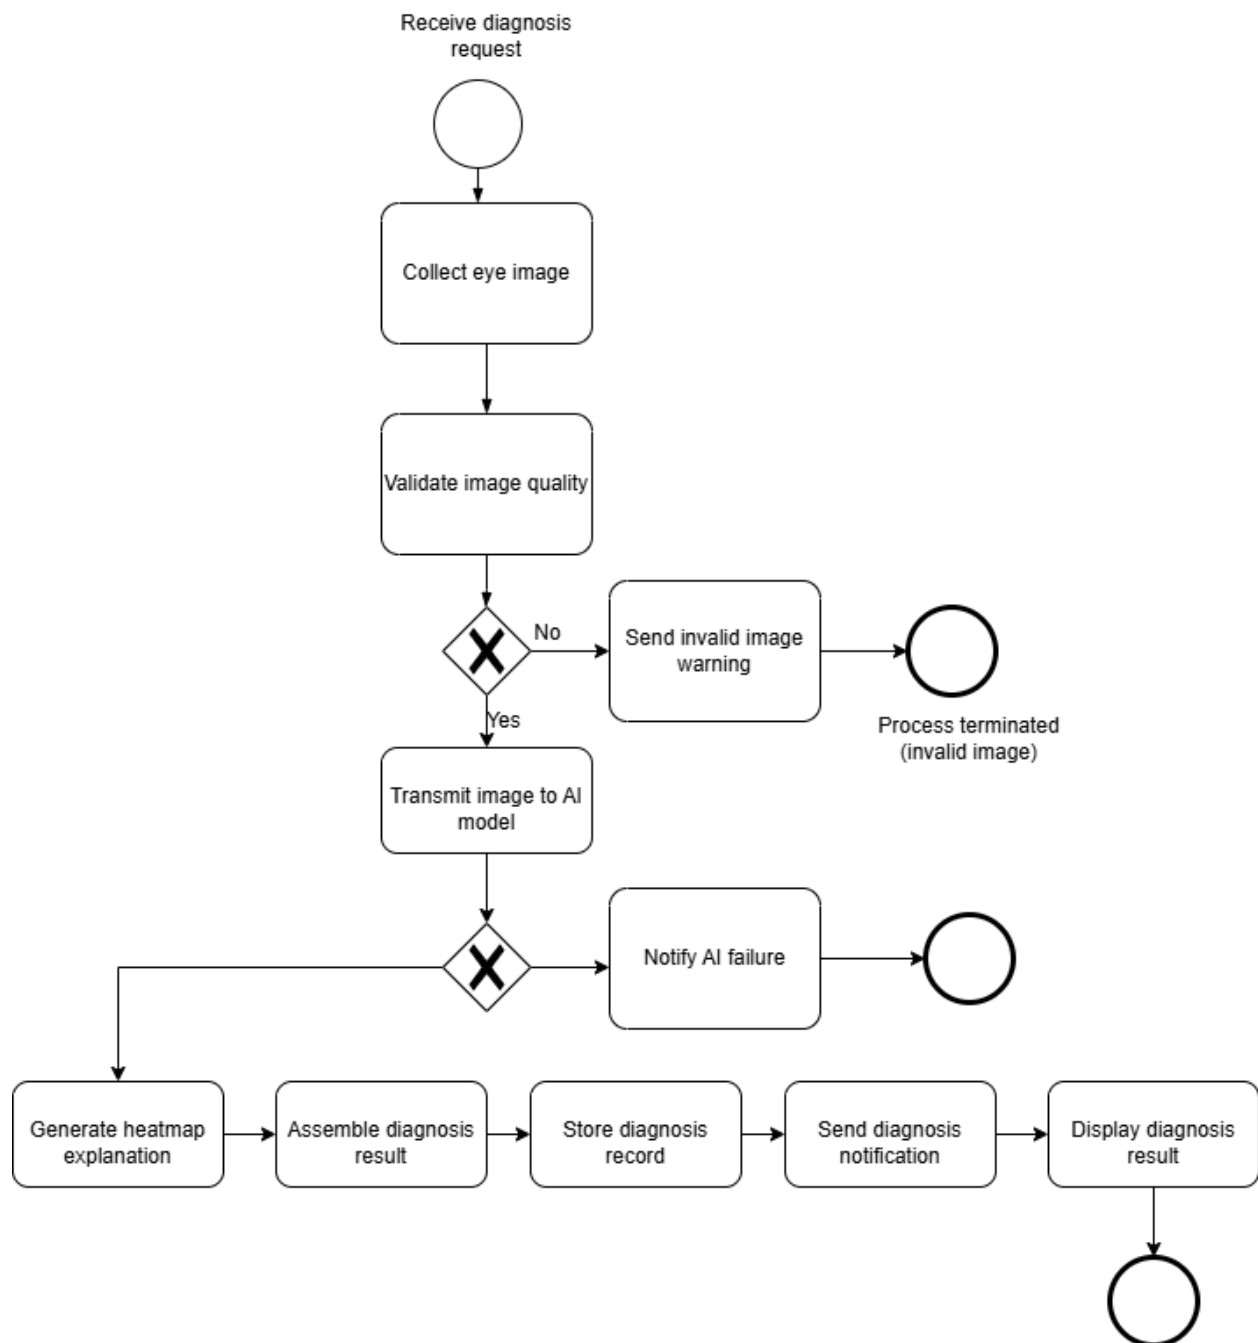 Receive diagnosis
request
Collect eye image
Validate image quality
No
Send invalid image
warning
Process terminated
(invalid image)
Yes
Transmit image to AI
model
Notify AI failure
Generate heatmap
explanation
Assemble diagnosis
result
Store diagnosis
record
Send diagnosis
notification
Display diagnosis
result